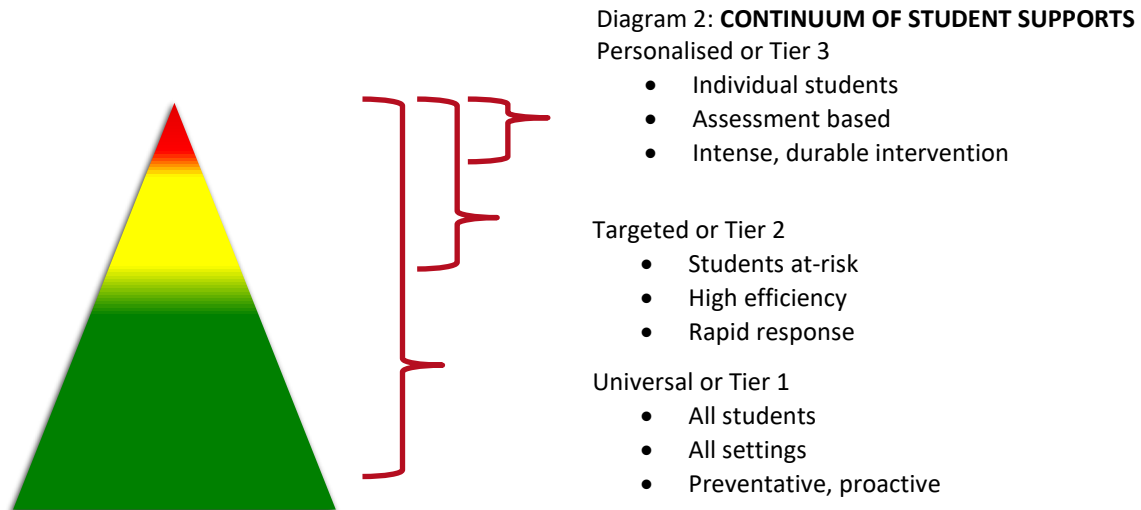 Diagram 2: CONTINUUM OF STUDENT SUPPORTS
Personalised or Tier 3
• Individual students
• Assessment based
• Intense, durable intervention
Targeted or Tier 2
• Students at-risk
• High efficiency
• Rapid response
Universal or Tier 1
• All students
• All settings
• Preventative, proactive